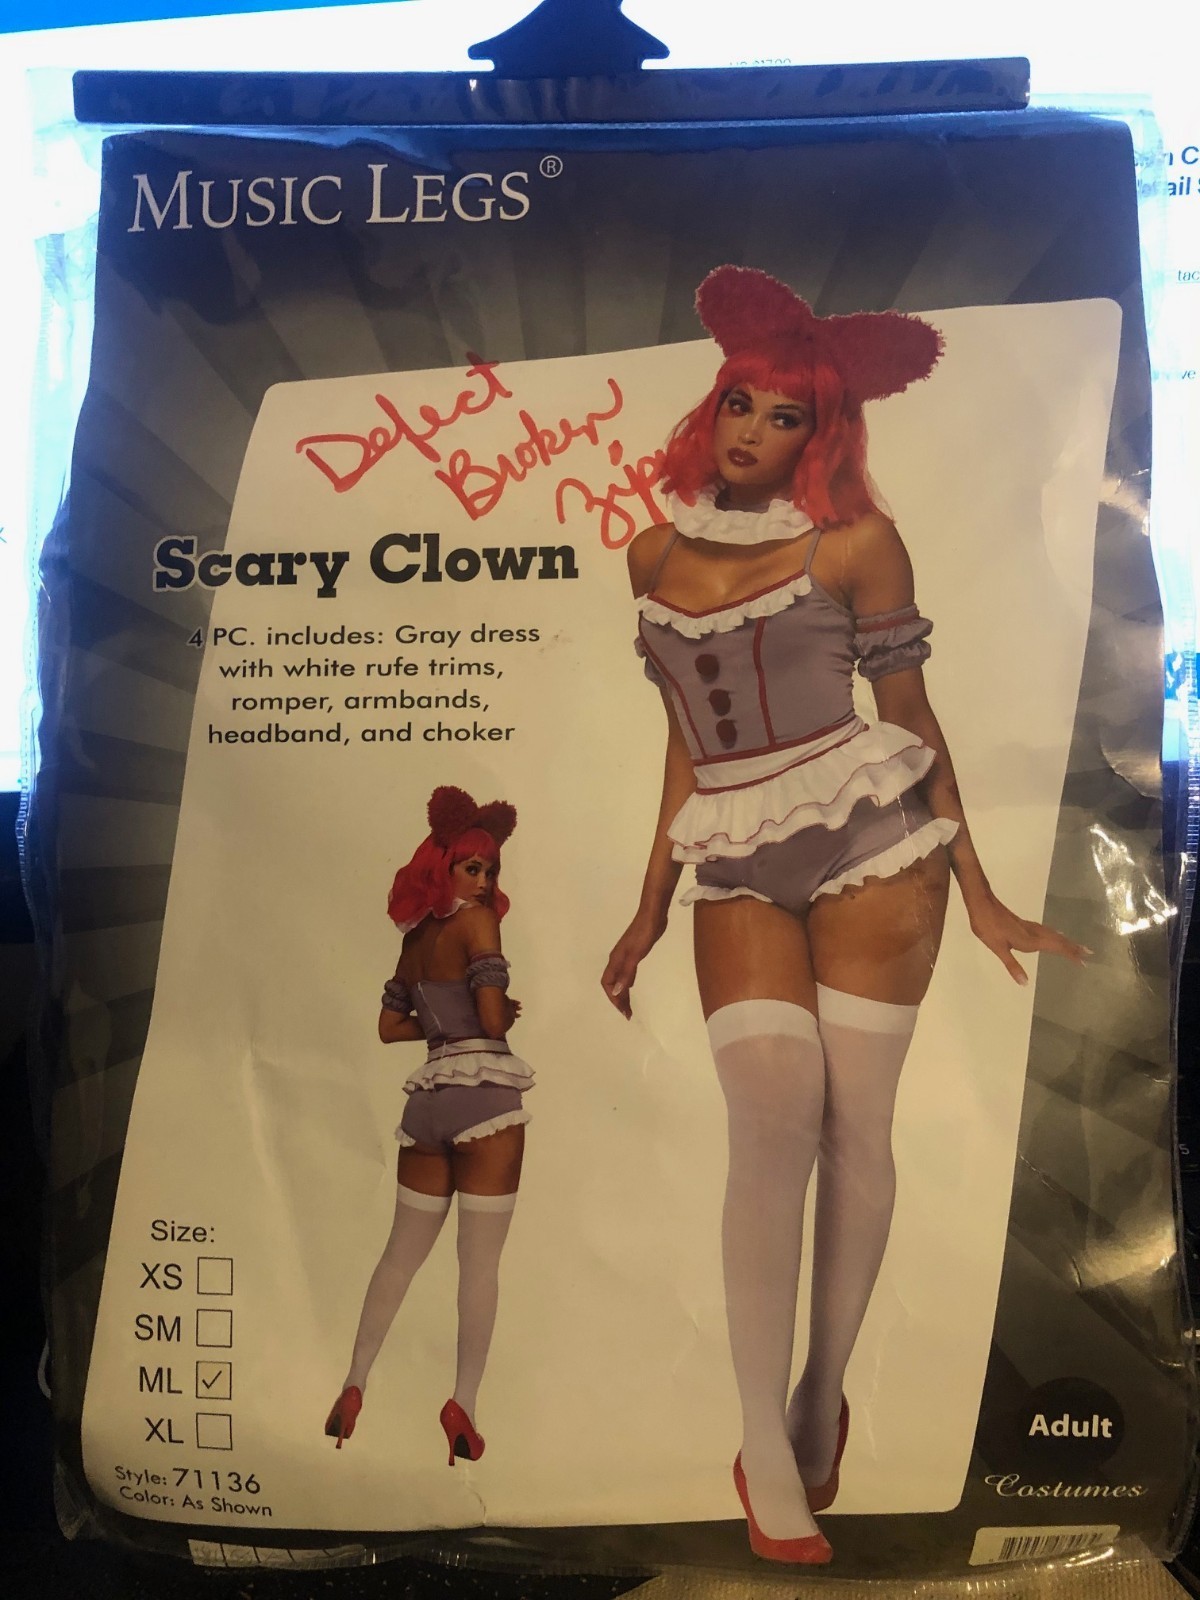 MUSIC LEGS®
Defect
Broken
Scary Clown
4 PC. includes: Gray dress
with white rufe trims,
romper, armbands,
headband, and choker
Size:
XS
SM
ML ✓
XL
Style: 71136
Color: As Shown
Adult
Costumes